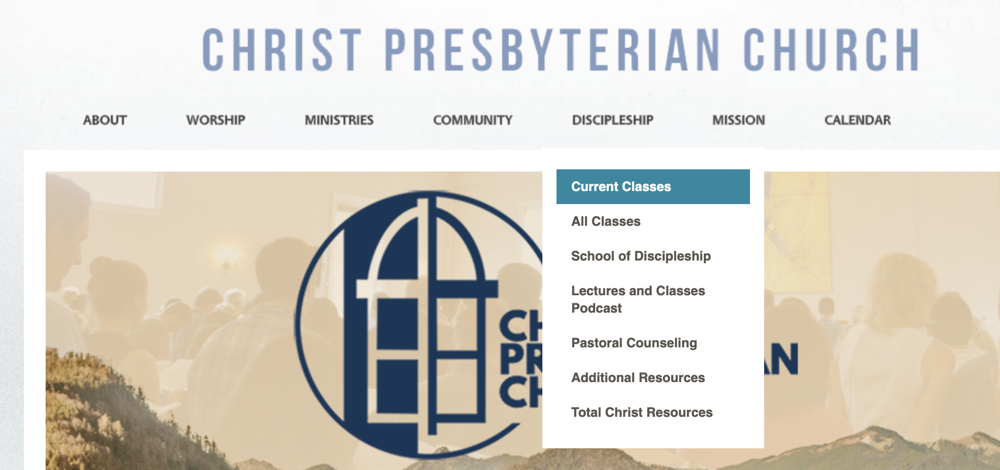 CHRIST PRESBYTERIAN CHURCH
ABOUT WORSHIP MINISTRIES COMMUNITY DISCIPLESHIP MISSION CALENDAR
Current Classes
All Classes
School of Discipleship
Lectures and Classes
Podcast
Pastoral Counseling
Additional Resources
Total Christ Resources